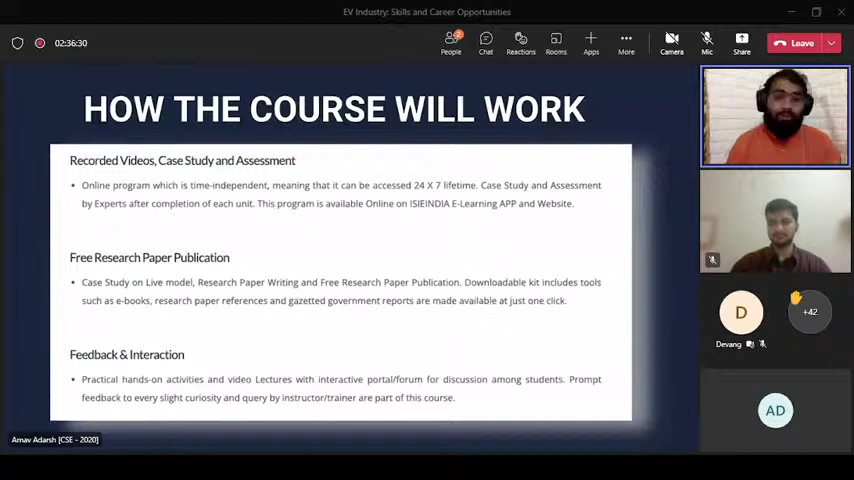 EV Industry: Skills and Career Opportunities
02:36:30
2
People
Chat
Reactions
Rooms
Apps
More
Camera
Mic
Share
Leave
HOW THE COURSE WILL WORK
Recorded Videos, Case Study and Assessment
• Online program which is time-independent, meaning that it can be accessed 24 X 7 lifetime. Case Study and Assessment
by Experts after completion of each unit. This program is available Online on ISIEINDIA E-Learning APP and Website.
Free Research Paper Publication
• Case Study on Live model, Research Paper Writing and Free Research Paper Publication. Downloadable kit includes tools
such as e-books, research paper references and gazetted government reports are made available at just one click.
Feedback & Interaction
• Practical hands-on activities and video Lectures with interactive portal/forum for discussion among students. Prompt
feedback to every slight curiosity and query by instructor/trainer are part of this course.
Arnav Adarsh [CSE - 2020]
D
+42
Devang
AD